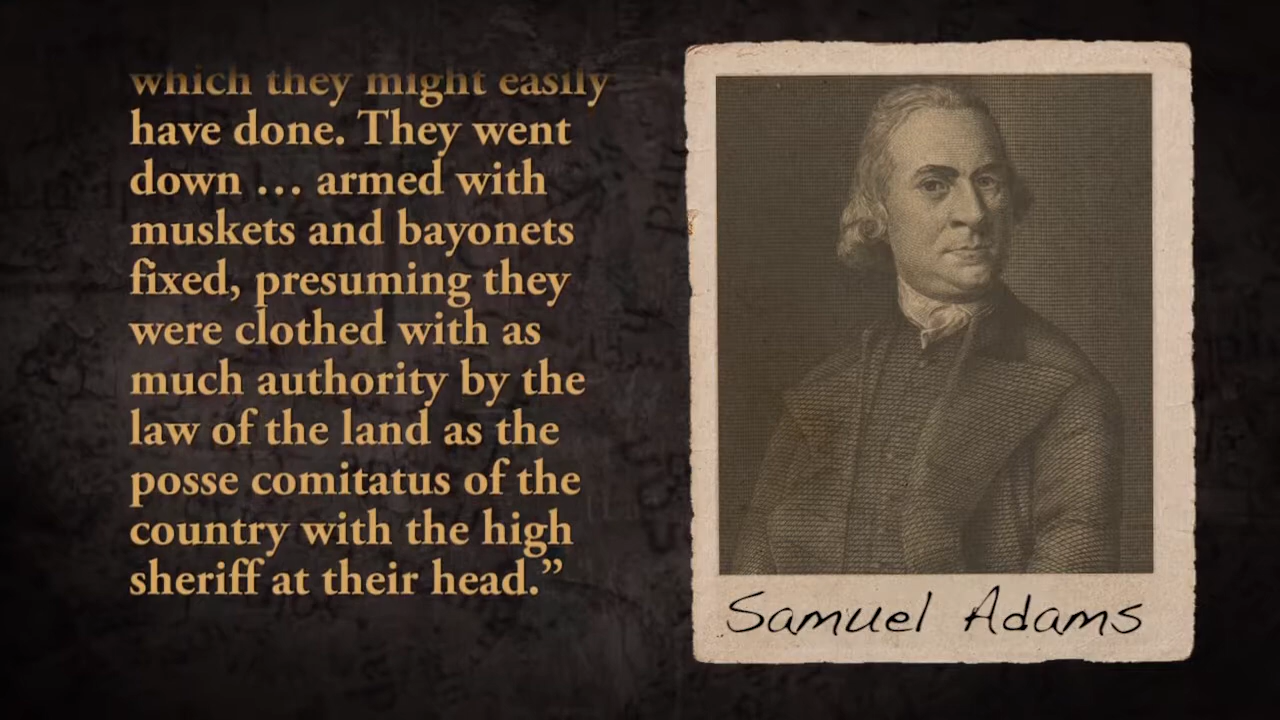 which they might easily
have done. They went
down … armed with
muskets and bayonets
fixed, presuming they
were clothed with as
much authority by the
law of the land as the
posse comitatus of the
country with the high
sheriff at their head.”
Samuel Adams